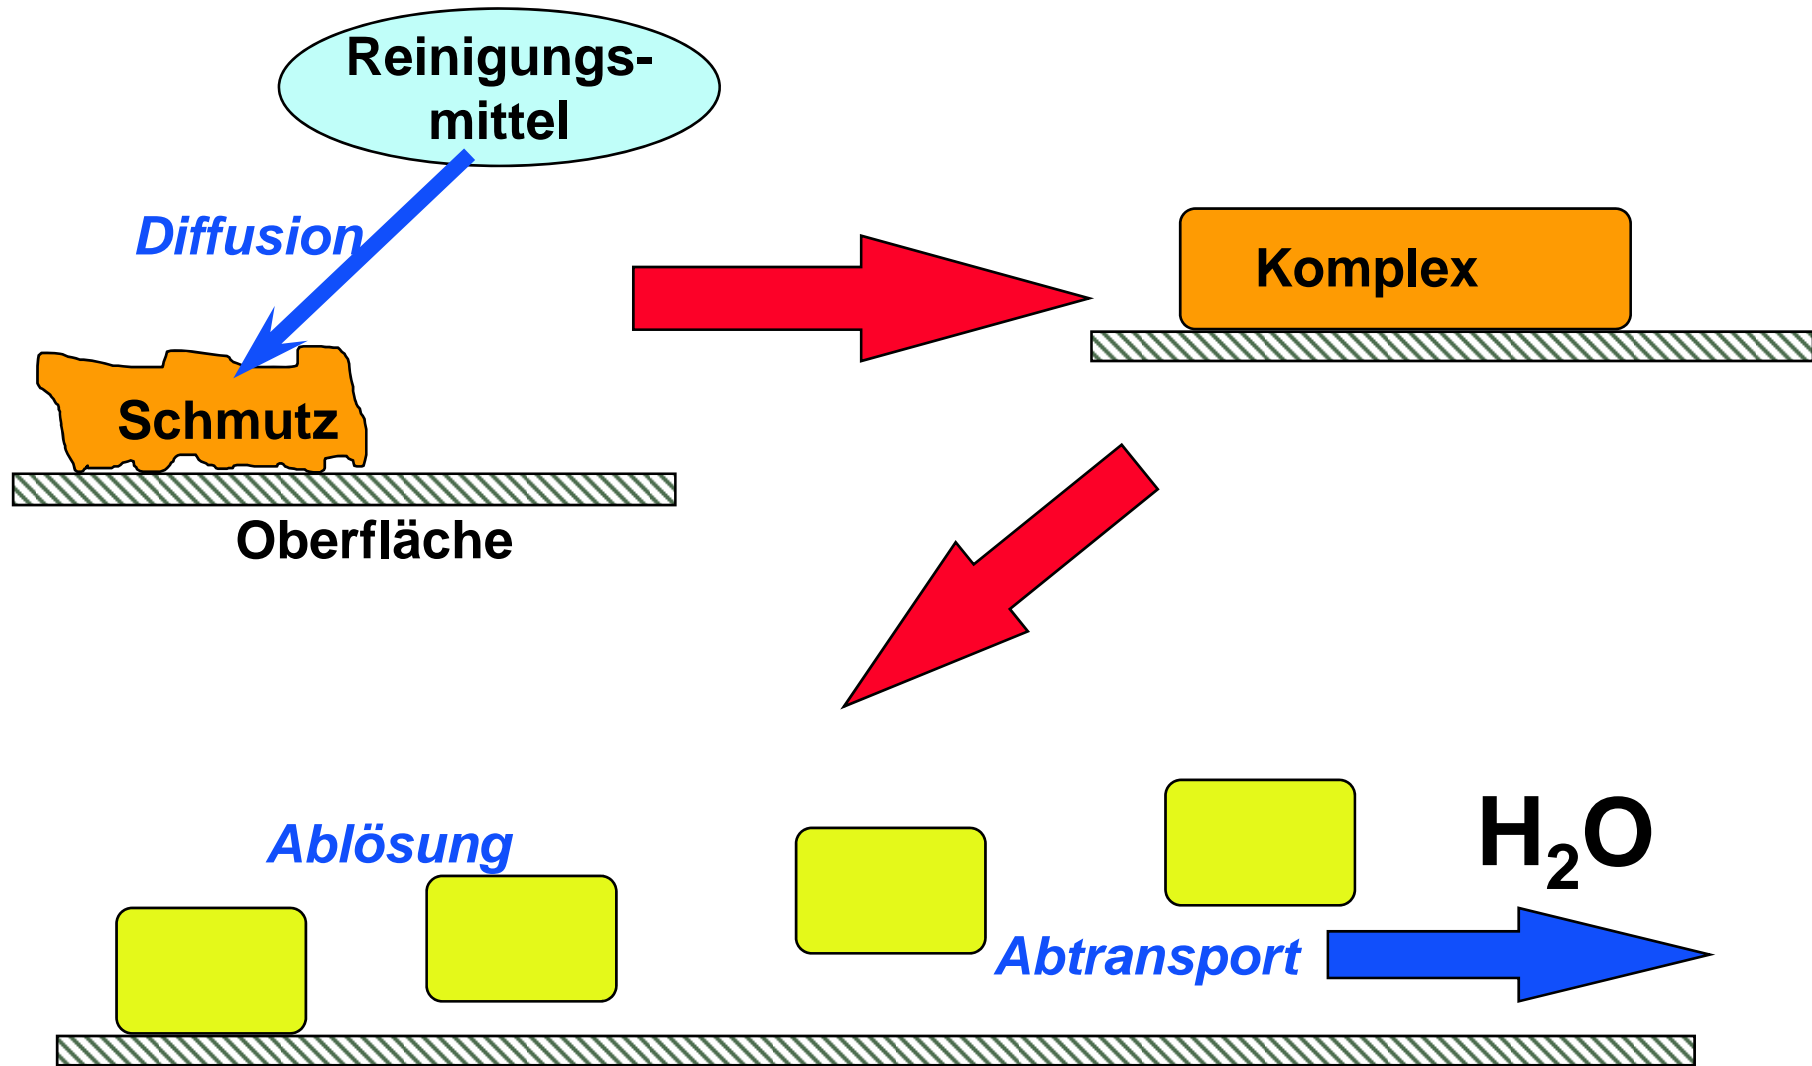 Reinigungs-
mittel
Diffusion
Schmutz
Oberfläche
Komplex
Ablösung
H₂O
Abtransport